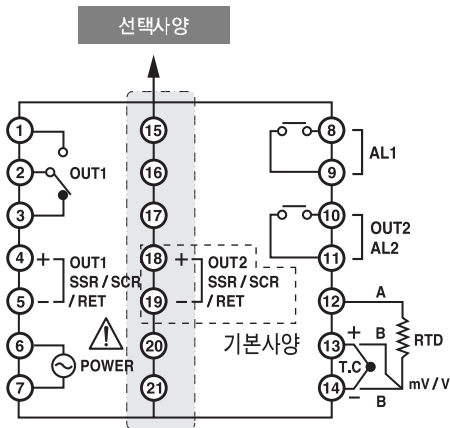 선택사양
1
2
3
OUT1
4
5
+
-
OUT1
SSR / SCR
/ RET
6
7
POWER
15
16
17
18
19
+
-
OUT2
SSR / SCR
/ RET
20
21
기본사양
8
9
AL1
10
11
OUT2
AL2
12
13
14
A
B
B
+
-
T.C
RTD
mV / V